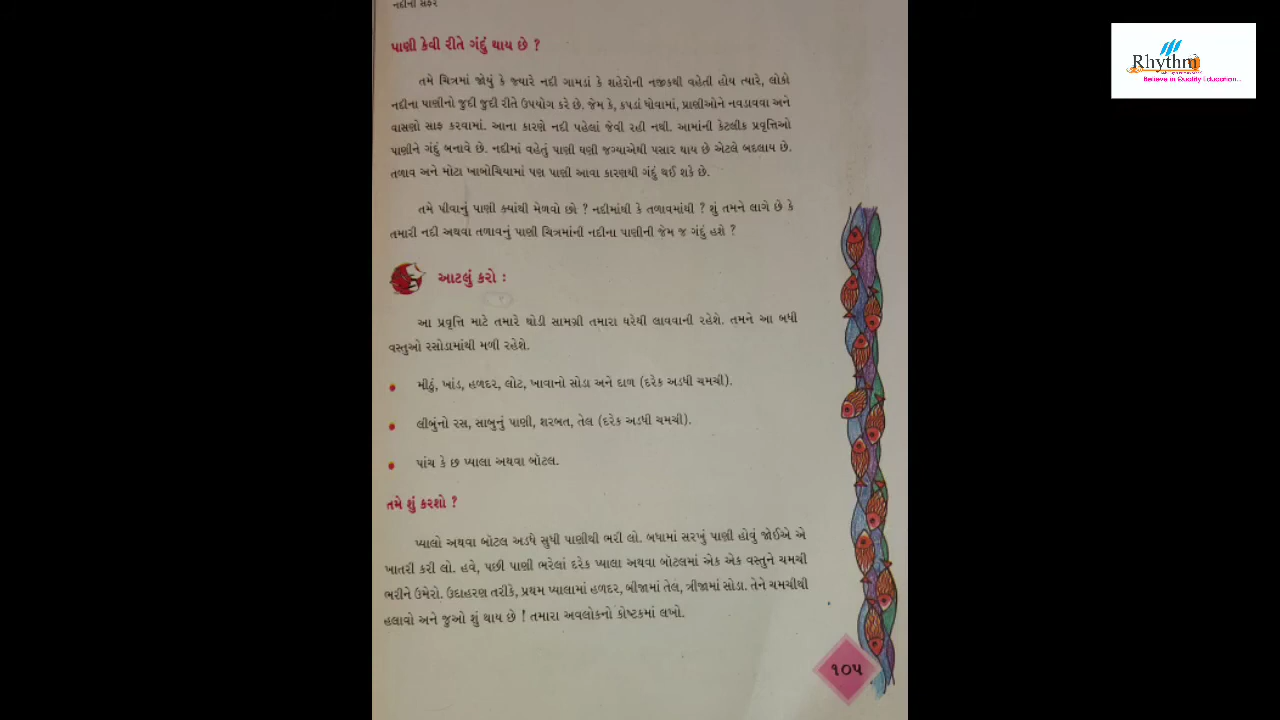 નદીની સફર
Rhythm
Believe in Quality Education...
પાણી કેવી રીતે ગંદું થાય છે ?
તમે ચિત્રમાં જોયું કે જ્યારે નદી ગામડાં કે શહેરોની નજીકથી વહેતી હોય ત્યારે, લોકો
નદીના પાણીનો જુદી જુદી રીતે ઉપયોગ કરે છે. જેમ કે, કપડાં ધોવામાં, પ્રાણીઓને નવડાવવા અને
વાસણો સાફ કરવામાં. આના કારણે નદી પહેલાં જેવી રહી નથી. આમાંની કેટલીક પ્રવૃત્તિઓ
પાણીને ગંદું બનાવે છે. નદીમાં વહેતું પાણી ઘણી જગ્યાએથી પસાર થાય છે એટલે બદલાય છે.
તળાવ અને મોટા ખાબોચિયામાં પણ પાણી આવા કારણથી ગંદું થઈ શકે છે.
તમે પીવાનું પાણી ક્યાંથી મેળવો છો ? નદીમાંથી કે તળાવમાંથી ? શું તમને લાગે છે કે
તમારી નદી અથવા તળાવનું પાણી ચિત્રમાંની નદીના પાણીની જેમ જ ગંદું હશે ?
આટલું કરો :
આ પ્રવૃત્તિ માટે તમારે થોડી સામગ્રી તમારા ઘરેથી લાવવાની રહેશે. તમને આ બધી
વસ્તુઓ રસોડામાંથી મળી રહેશે.
મીઠું, ખાંડ, હળદર, લોટ, ખાવાનો સોડા અને દાળ (દરેક અડધી ચમચી).
લીંબુંનો રસ, સાબુનું પાણી, શરબત, તેલ (દરેક અડધી ચમચી).
પાંચ કે છ પ્યાલા અથવા બૉટલ.
તમે શું કરશો ?
પ્યાલો અથવા બૉટલ અડધે સુધી પાણીથી ભરી લો. બધામાં સરખું પાણી હોવું જોઈએ એ
ખાતરી કરી લો. હવે, પછી પાણી ભરેલાં દરેક પ્યાલા અથવા બૉટલમાં એક એક વસ્તુને ચમચી
ભરીને ઉમેરો. ઉદાહરણ તરીકે, પ્રથમ પ્યાલામાં હળદર, બીજામાં તેલ, ત્રીજામાં સોડા. તેને ચમચીથી
હલાવો અને જુઓ શું થાય છે ! તમારા અવલોકનો કોષ્ટકમાં લખો.
૧૦૫